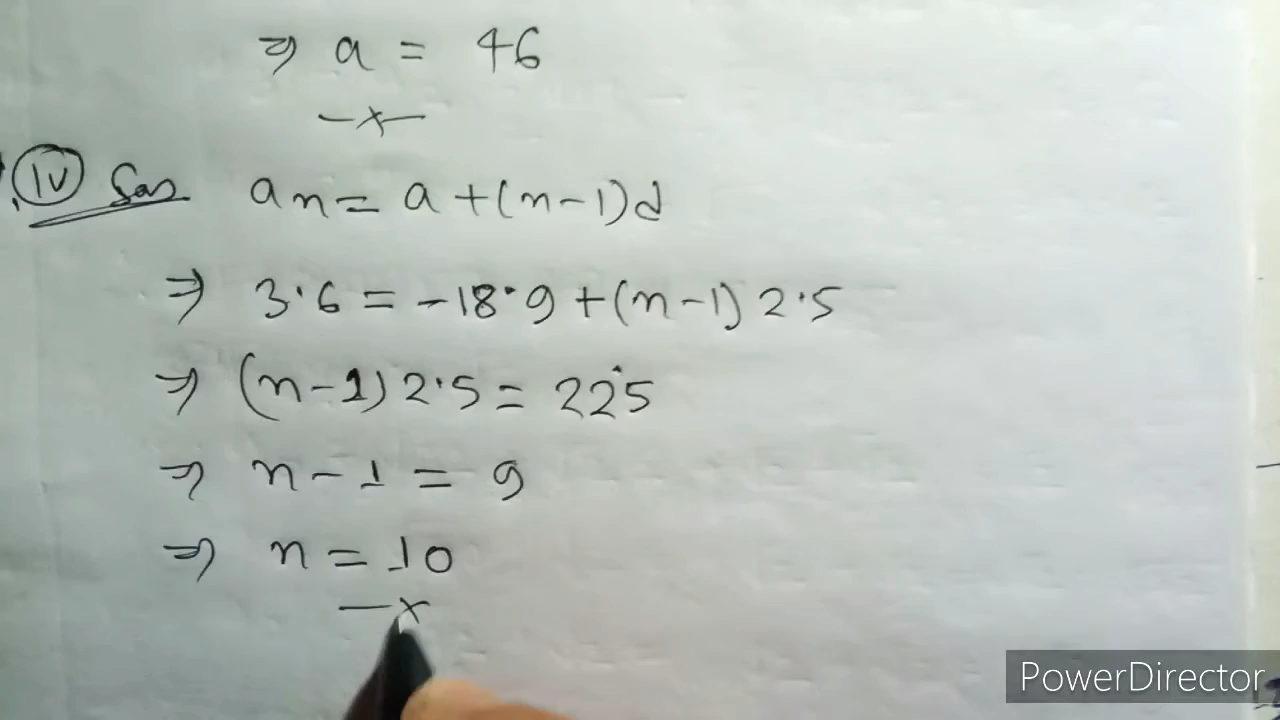 ⇒ a = 46
—x—
(iv) an = a + (n-1)d
⇒ 3.6 = -18.9 + (n-1) 2.5
⇒ (n-1) 2.5 = 22.5
⇒ n-1 = 9
⇒ n = 10
—x
PowerDirector